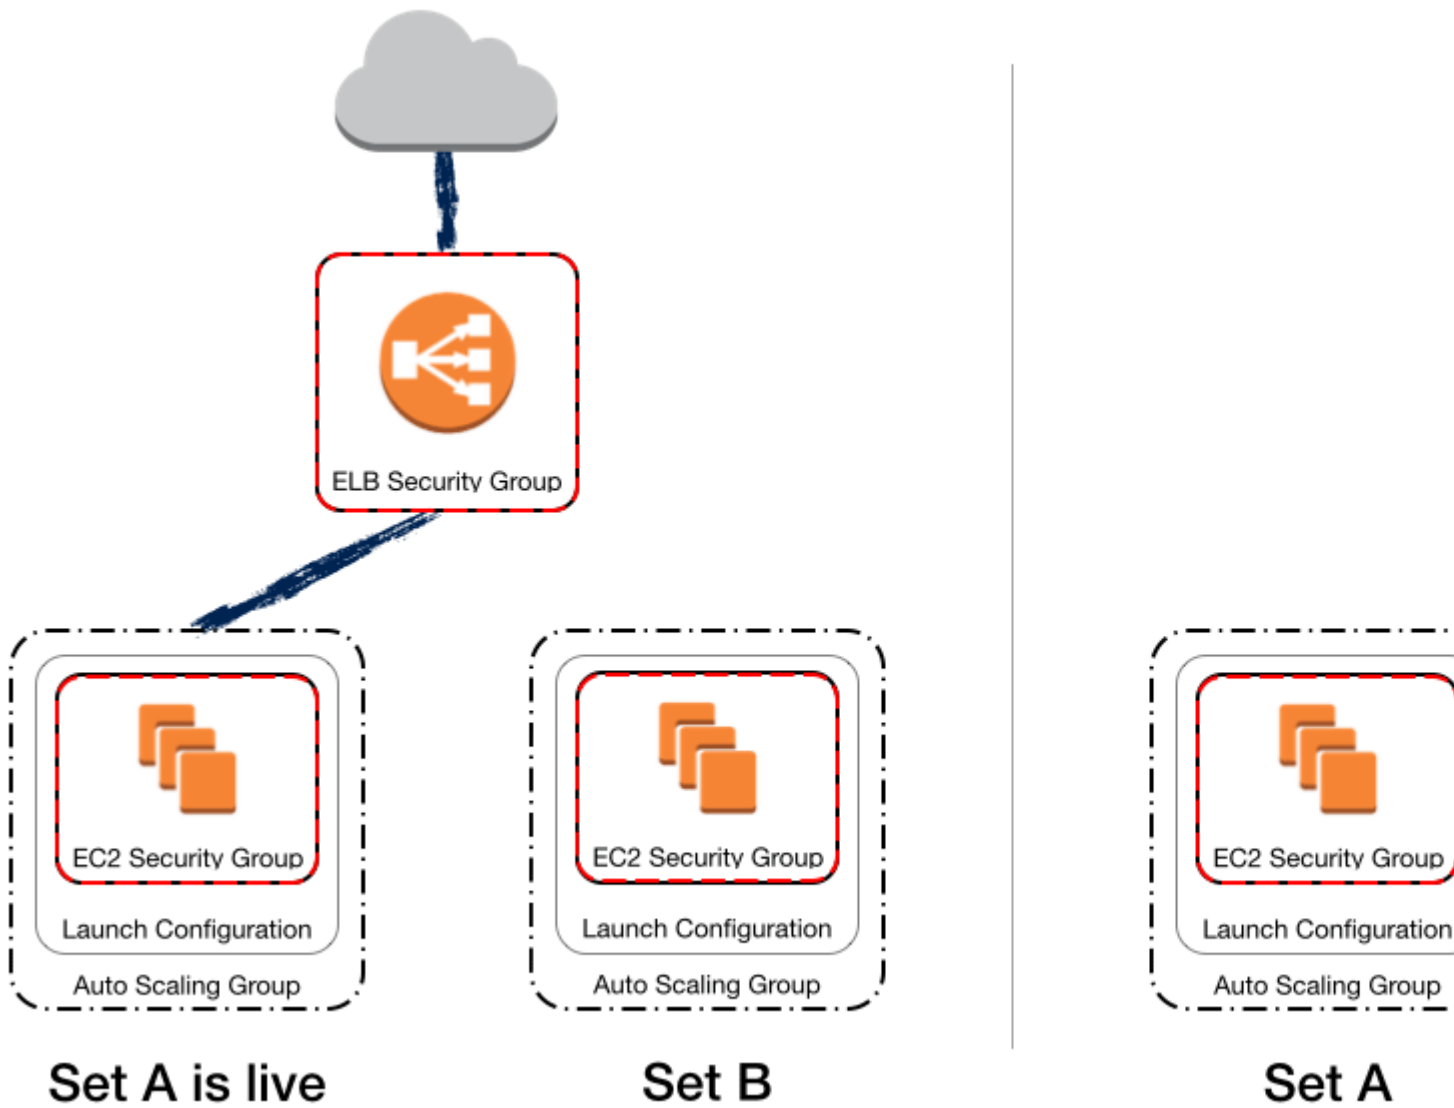 ELB Security Group
EC2 Security Group
Launch Configuration
Auto Scaling Group
Set A is live
EC2 Security Group
Launch Configuration
Auto Scaling Group
Set B
EC2 Security Group
Launch Configuration
Auto Scaling Group
Set A